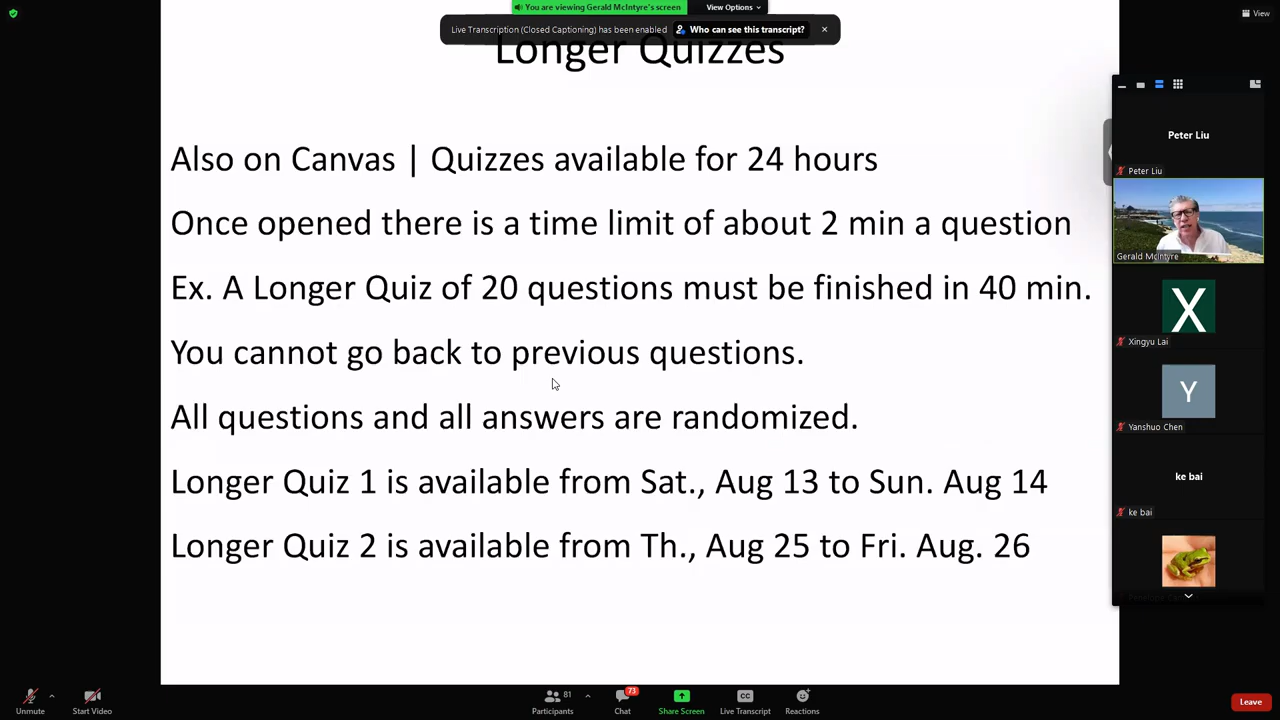 You are viewing Gerald McIntyre's screen
View Options
View
Live Transcription (Closed Captioning) has been enabled
Who can see this transcript?
Longer Quizzes
Also on Canvas | Quizzes available for 24 hours
Once opened there is a time limit of about 2 min a question
Ex. A Longer Quiz of 20 questions must be finished in 40 min.
You cannot go back to previous questions.
All questions and all answers are randomized.
Longer Quiz 1 is available from Sat., Aug 13 to Sun. Aug 14
Longer Quiz 2 is available from Th., Aug 25 to Fri. Aug. 26
Peter Liu
Peter Liu
Gerald McIntyre
X
Xingyu Lai
Y
Yanshuo Chen
ke bai
ke bai
Unmute
Start Video
Participants
81
Chat
73
Share Screen
CC
Live Transcript
Reactions
Leave